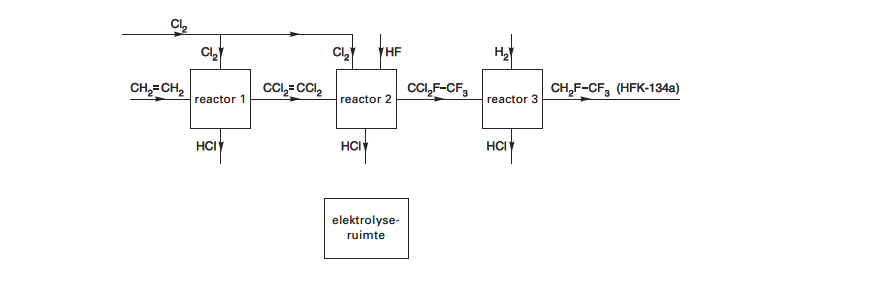 Cl₂
Cl₂
Cl₂
HF
H₂
CH₂=CH₂
reactor 1
CCl₂=CCl₂
reactor 2
CCl₂F–CF₃
reactor 3
CH₂F–CF₃ (HFK-134a)
HCl
HCl
HCl
elektrolyse-
ruimte